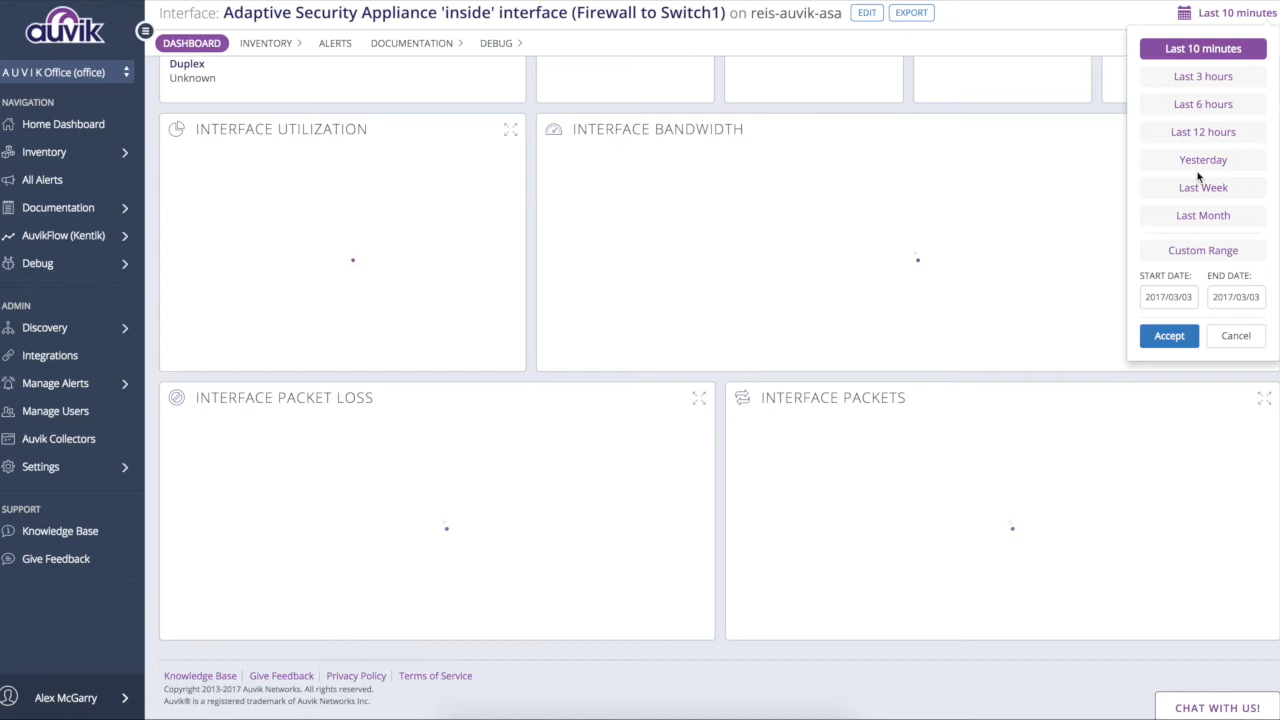 auvik
A U V I K Office (office)
NAVIGATION
Home Dashboard
Inventory
All Alerts
Documentation
AuvikFlow (Kentik)
Debug
ADMIN
Discovery
Integrations
Manage Alerts
Manage Users
Auvik Collectors
Settings
SUPPORT
Knowledge Base
Give Feedback
Alex McGarry
Interface: Adaptive Security Appliance 'inside' interface (Firewall to Switch1) on reis-auvik-asa EDIT EXPORT
Last 10 minutes
DASHBOARD INVENTORY ALERTS DOCUMENTATION DEBUG
Duplex
Unknown
INTERFACE UTILIZATION
INTERFACE BANDWIDTH
INTERFACE PACKET LOSS
INTERFACE PACKETS
Last 10 minutes
Last 3 hours
Last 6 hours
Last 12 hours
Yesterday
Last Week
Last Month
Custom Range
START DATE: END DATE:
2017/03/03 2017/03/03
Accept Cancel
Knowledge Base Give Feedback Privacy Policy Terms of Service
Copyright 2013-2017 Auvik Networks. All rights reserved.
Auvik® is a registered trademark of Auvik Networks Inc.
CHAT WITH US!